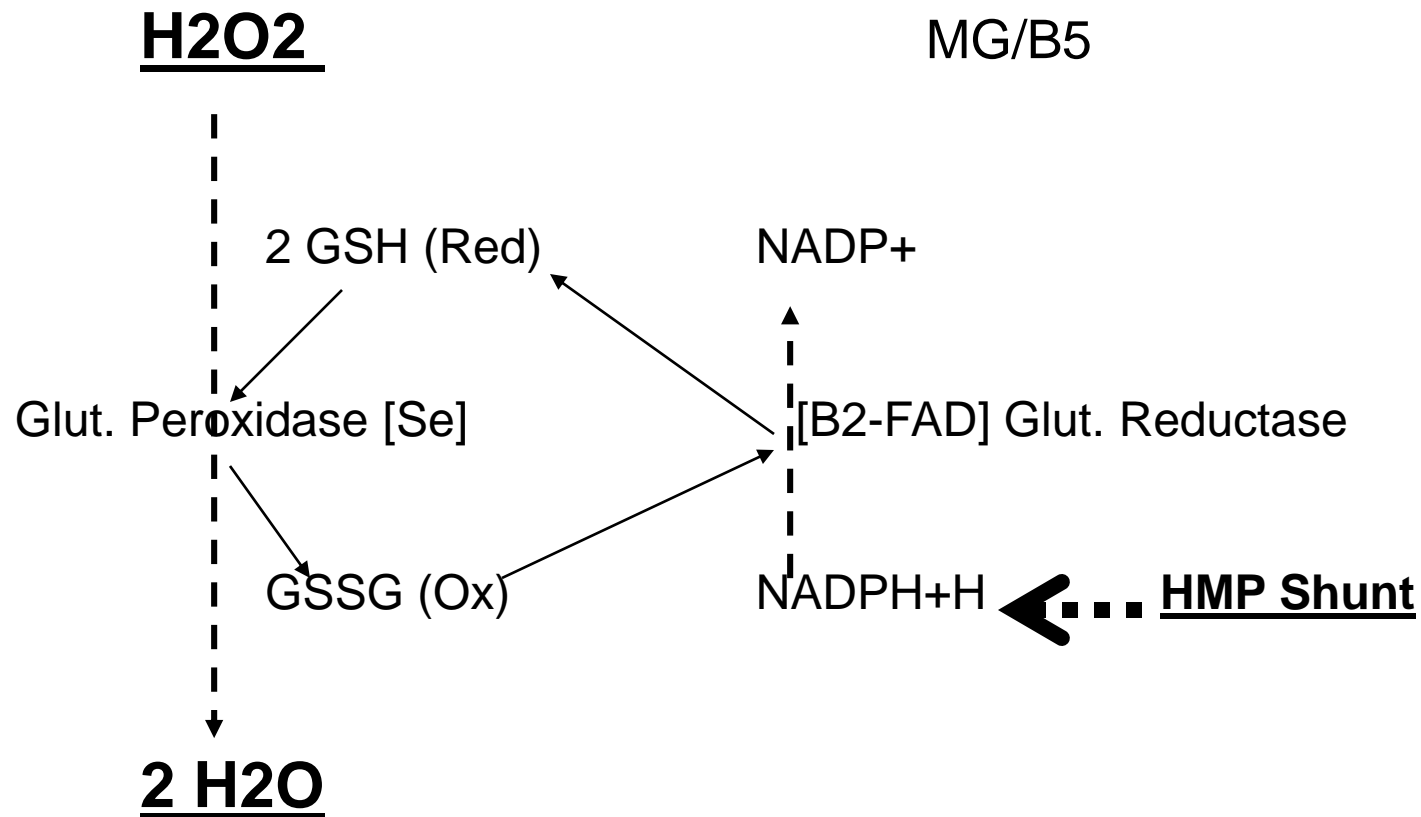 H2O2
MG/B5
2 GSH (Red)
NADP+
Glut. Peroxidase [Se]
[B2-FAD] Glut. Reductase
GSSG (Ox)
NADPH+H
HMP Shunt
2 H2O